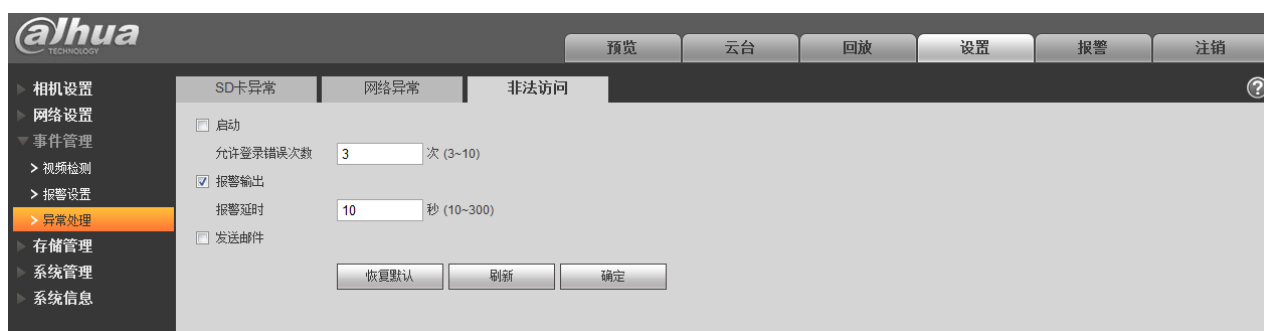 alhua
TECHNOLOGY
预览 云台 回放 设置 报警 注销
相机设置
网络设置
事件管理
> 视频检测
> 报警设置
> 异常处理
存储管理
系统管理
系统信息
SD卡异常 网络异常 非法访问 ?
启动
允许登录错误次数 3 次 (3~10)
报警输出
报警延时 10 秒 (10~300)
发送邮件
恢复默认 刷新 确定